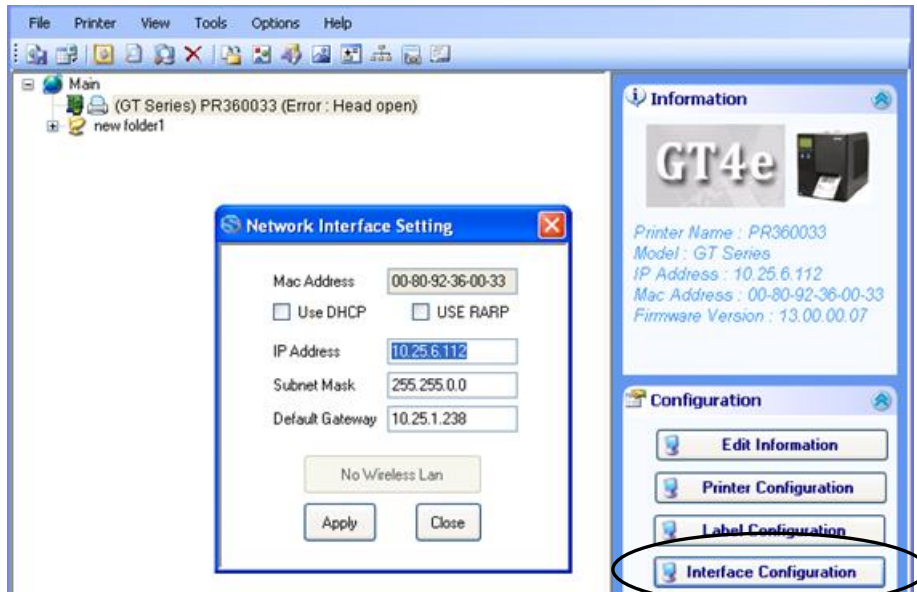 File Printer View Tools Options Help
Main
(GT Series) PR360033 (Error : Head open)
new folder1
Network Interface Setting
Mac Address 00-80-92-36-00-33
Use DHCP USE RARP
IP Address 10.25.6.112
Subnet Mask 255.255.0.0
Default Gateway 10.25.1.238
No Wireless Lan
Apply Close
Information
GT4e
Printer Name : PR360033
Model : GT Series
IP Address : 10.25.6.112
Mac Address : 00-80-92-36-00-33
Firmware Version : 13.00.00.07
Configuration
Edit Information
Printer Configuration
Label Configuration
Interface Configuration